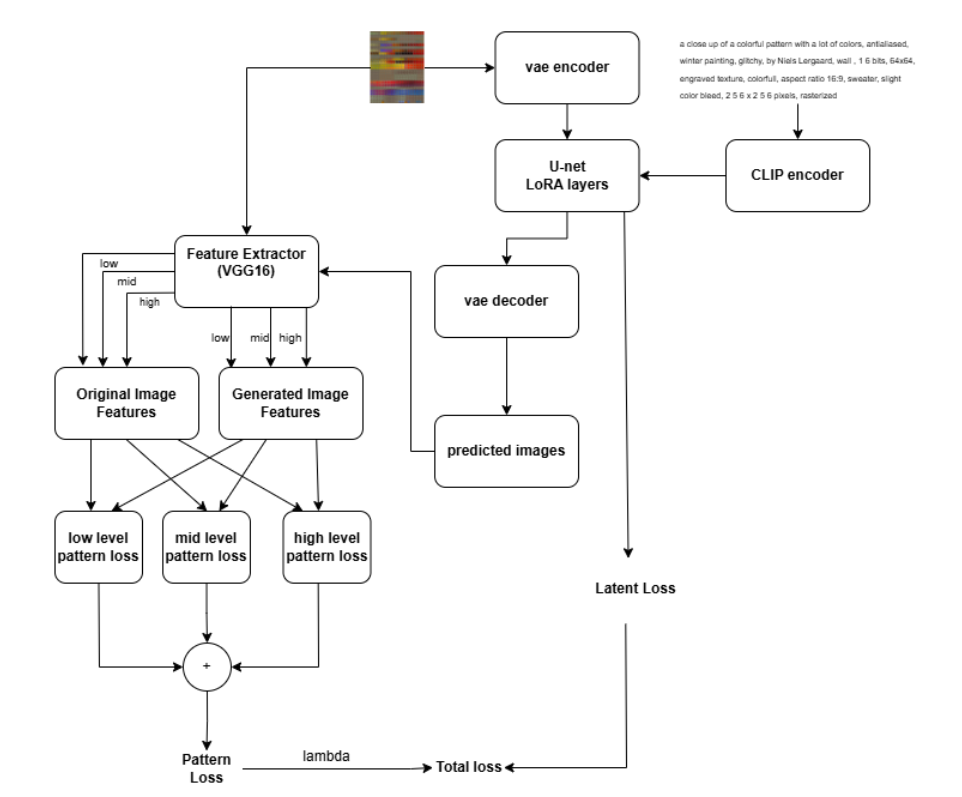 a close up of a colorful pattern with a lot of colors, antialiased,
winter painting, glitchy, by Niels Lergaard, wall , 1 6 bits, 64x64,
engraved texture, colorfull, aspect ratio 16:9, sweater, slight
color bleed, 2 5 6 x 2 5 6 pixels, rasterized
vae encoder
U-net
LoRA layers
CLIP encoder
Feature Extractor
(VGG16)
low
mid
high
low
mid
high
vae decoder
Original Image
Features
Generated Image
Features
predicted images
low level
pattern loss
mid level
pattern loss
high level
pattern loss
Latent Loss
+
Pattern
Loss
lambda
Total loss